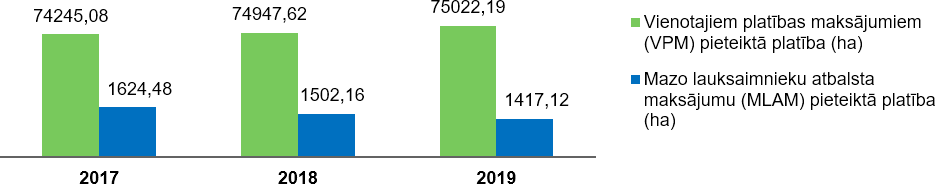 74245,08
74947,62
75022,19
1624,48
1502,16
1417,12
2017
2018
2019
Vienotajiem platības maksājumiem
(VPM) pieteiktā platība (ha)
Mazo lauksaimnieku atbalsta
maksājumu (MLAM) pieteiktā platība
(ha)